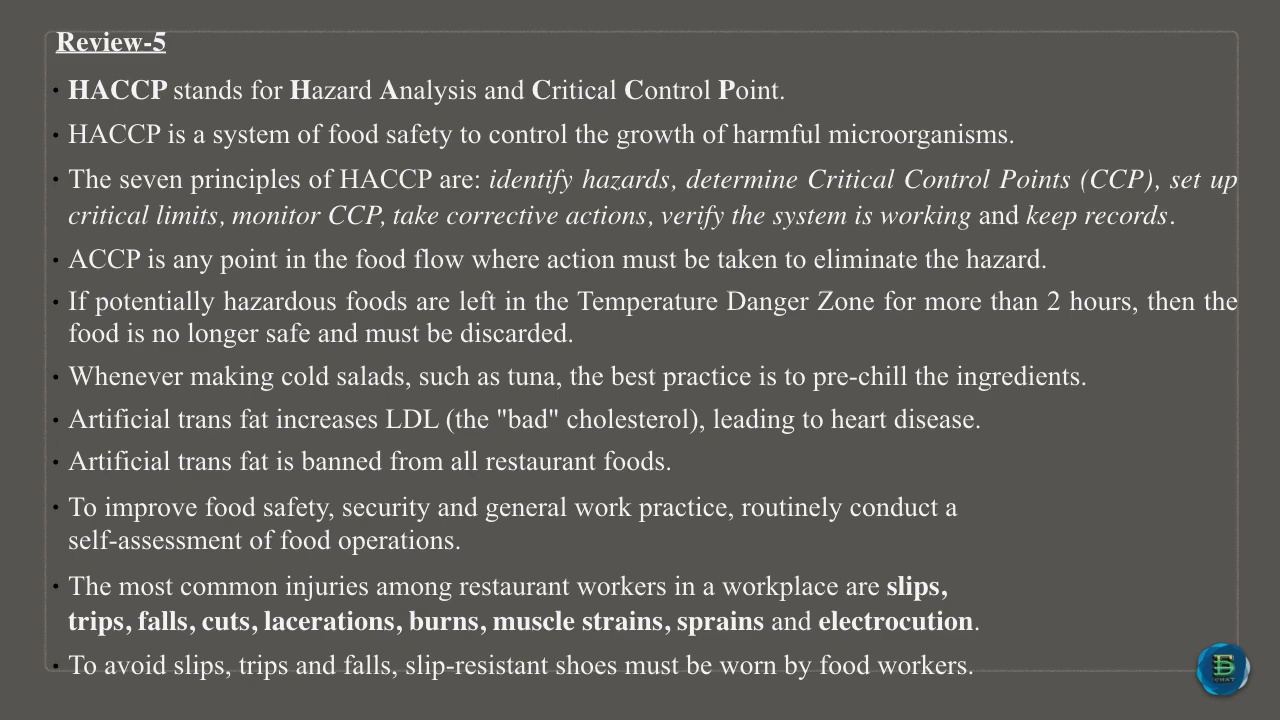 Review-5
• HACCP stands for Hazard Analysis and Critical Control Point.
• HACCP is a system of food safety to control the growth of harmful microorganisms.
• The seven principles of HACCP are: identify hazards, determine Critical Control Points (CCP), set up
critical limits, monitor CCP, take corrective actions, verify the system is working and keep records.
• ACCP is any point in the food flow where action must be taken to eliminate the hazard.
• If potentially hazardous foods are left in the Temperature Danger Zone for more than 2 hours, then the
food is no longer safe and must be discarded.
• Whenever making cold salads, such as tuna, the best practice is to pre-chill the ingredients.
• Artificial trans fat increases LDL (the "bad" cholesterol), leading to heart disease.
• Artificial trans fat is banned from all restaurant foods.
• To improve food safety, security and general work practice, routinely conduct a
self-assessment of food operations.
• The most common injuries among restaurant workers in a workplace are slips,
trips, falls, cuts, lacerations, burns, muscle strains, sprains and electrocution.
• To avoid slips, trips and falls, slip-resistant shoes must be worn by food workers.